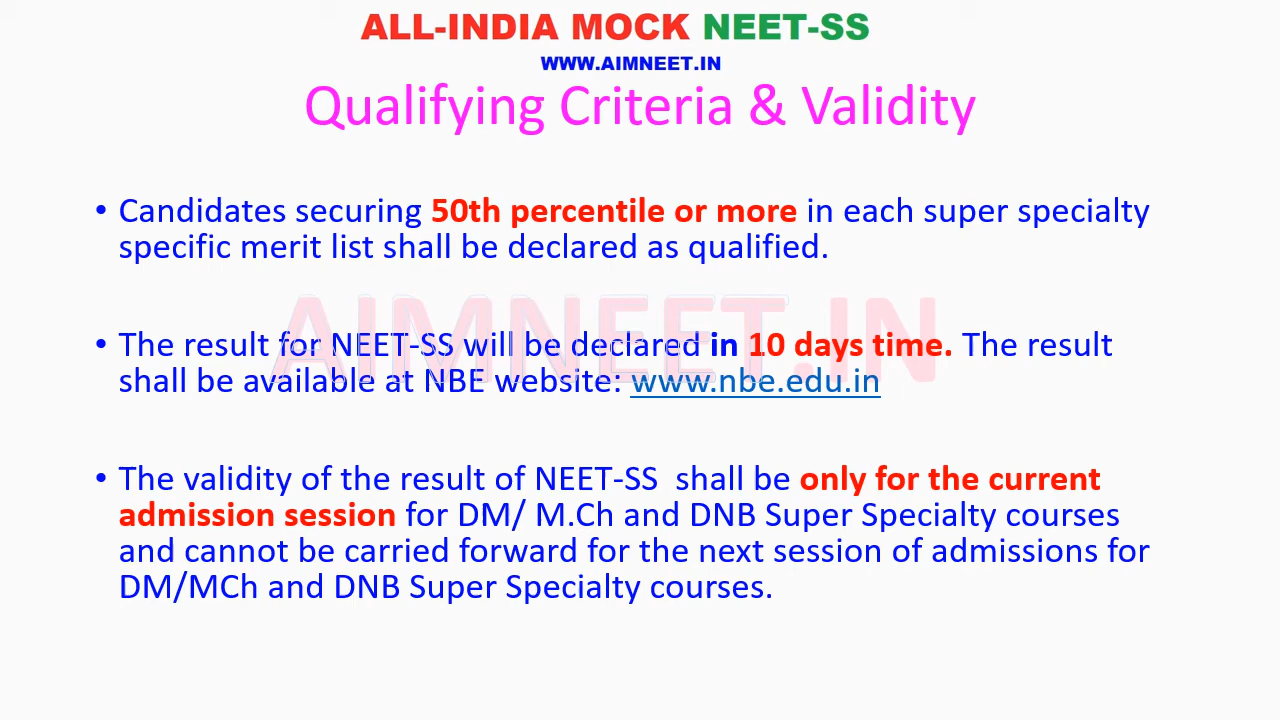 ALL-INDIA MOCK NEET-SS
WWW.AIMNEET.IN
Qualifying Criteria & Validity
• Candidates securing 50th percentile or more in each super specialty
specific merit list shall be declared as qualified.
AIMNEET.IN
• The result for NEET-SS will be declared in 10 days time. The result
shall be available at NBE website: www.nbe.edu.in
• The validity of the result of NEET-SS  shall be only for the current
admission session for DM/ M.Ch and DNB Super Specialty courses
and cannot be carried forward for the next session of admissions for
DM/MCh and DNB Super Specialty courses.